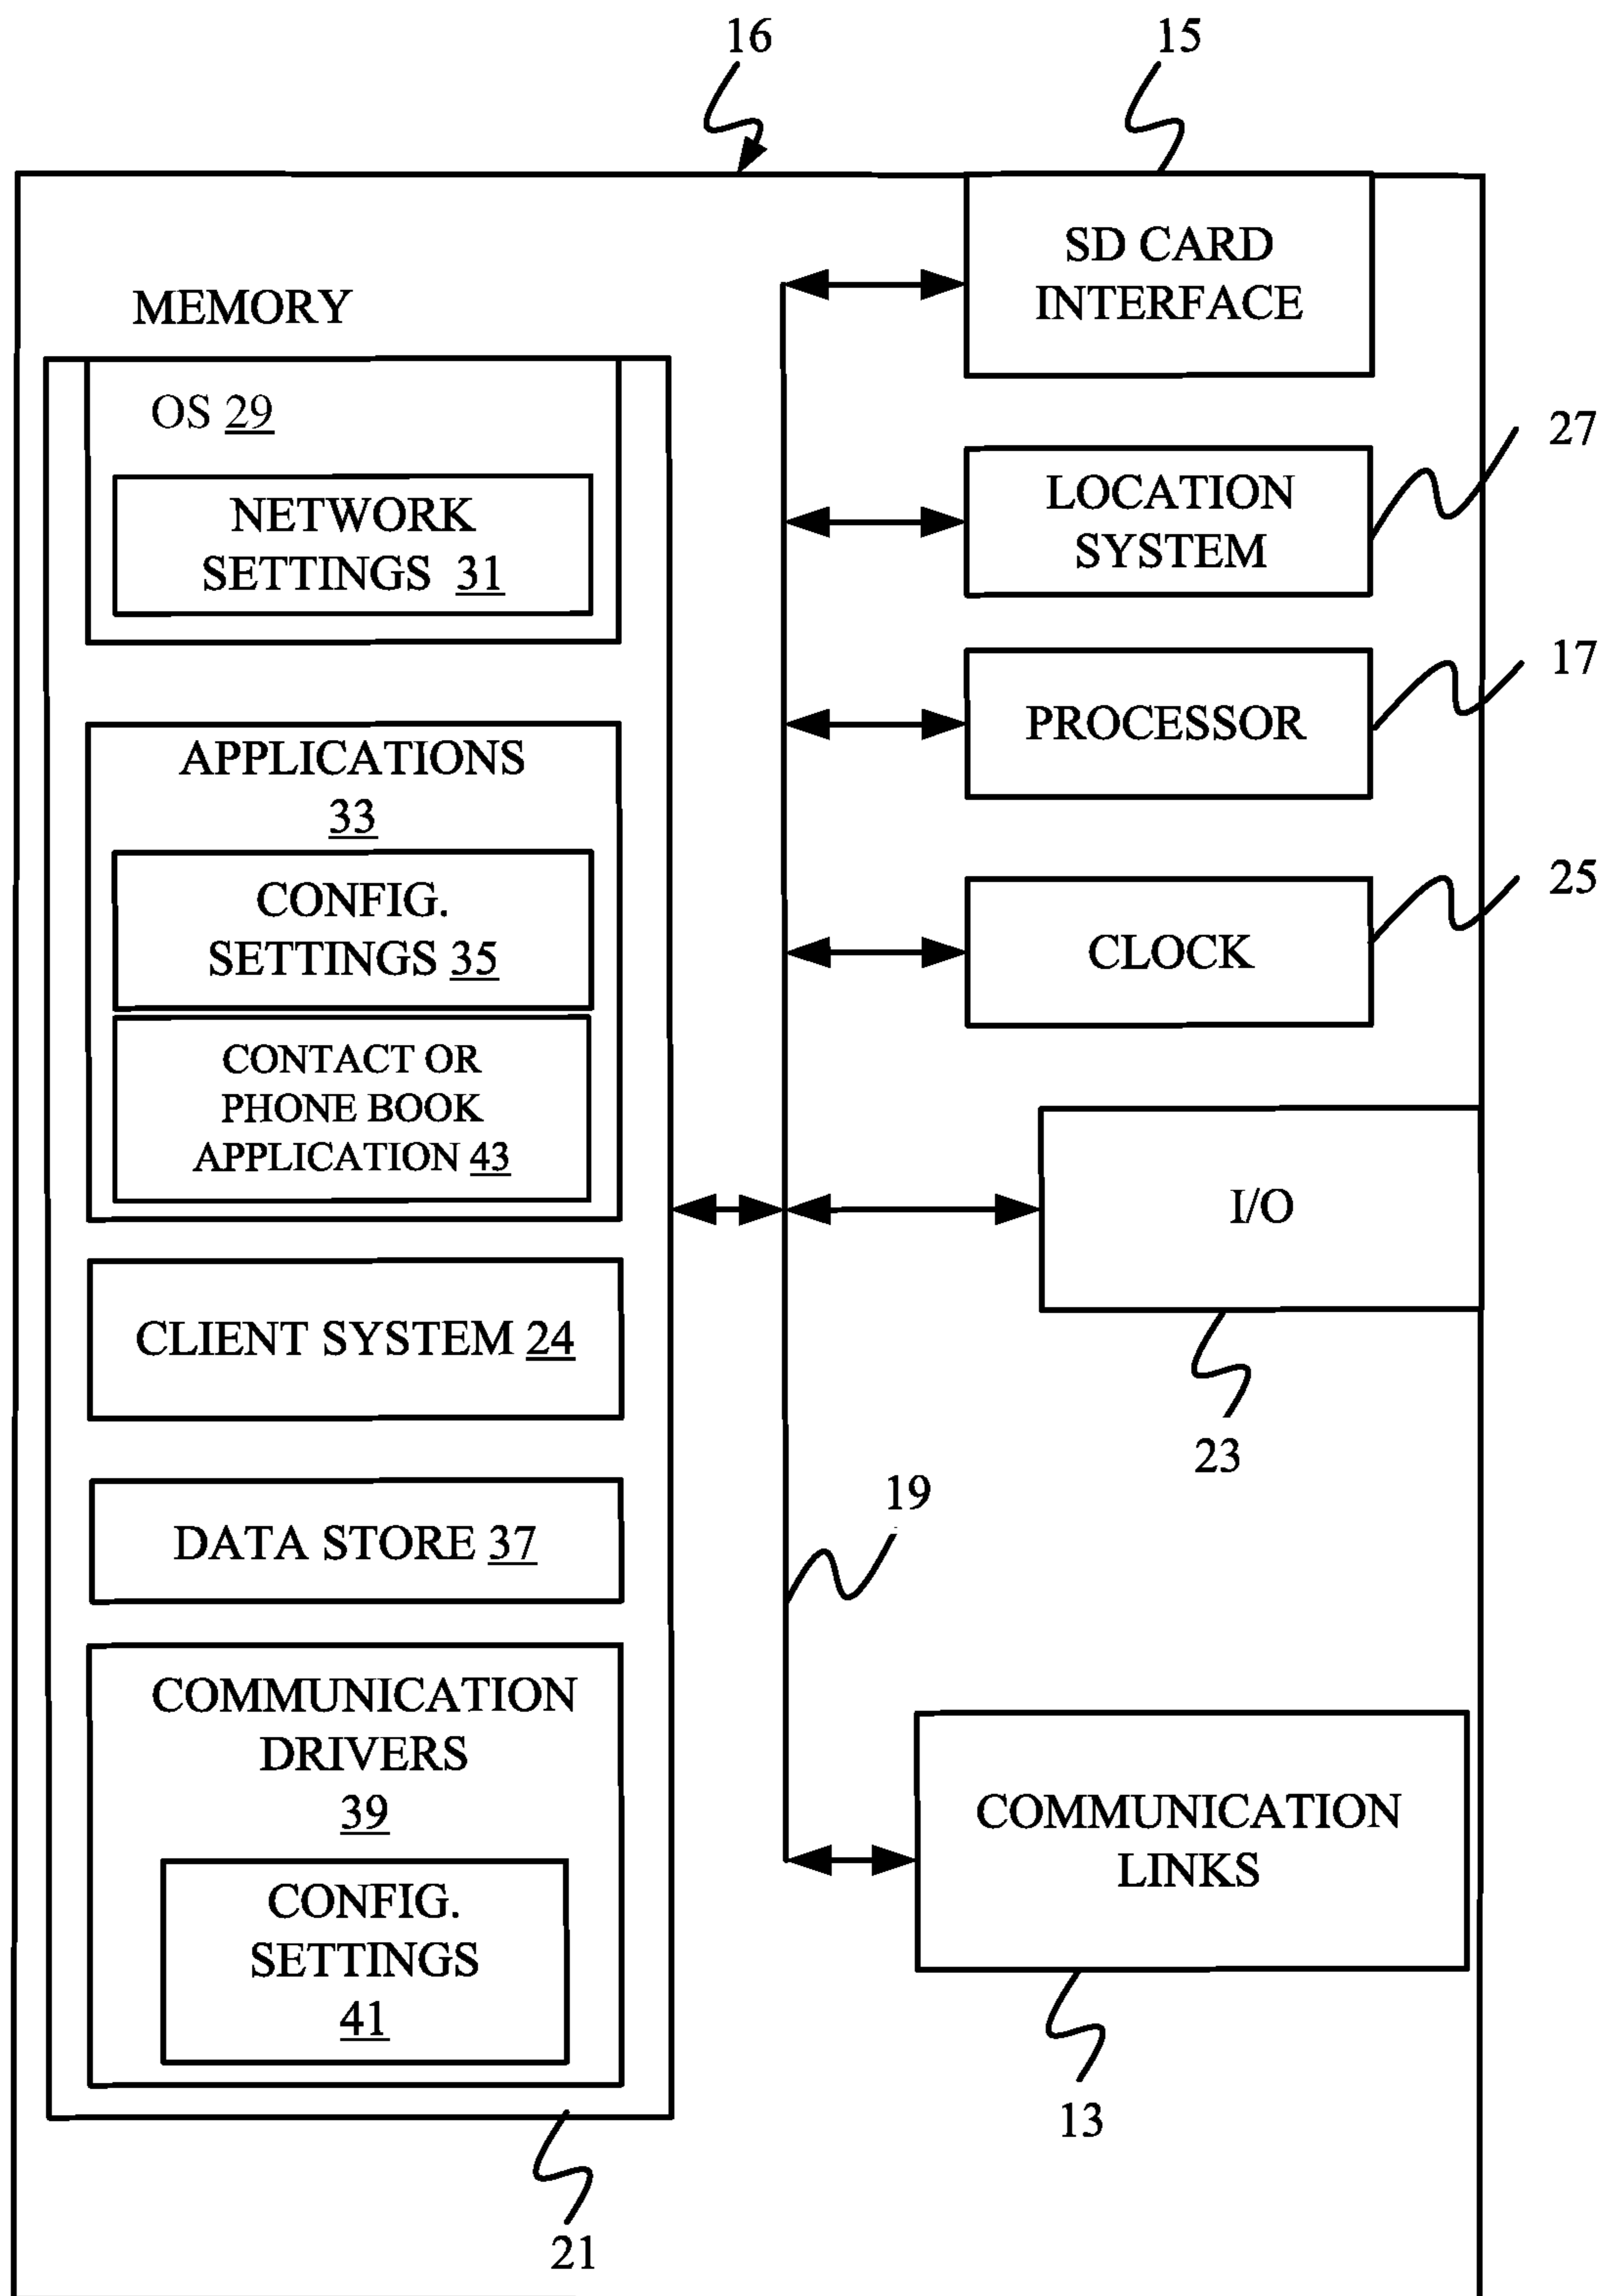 16
15
MEMORY
OS 29
NETWORK
SETTINGS 31
APPLICATIONS
33
CONFIG.
SETTINGS 35
CONTACT OR
PHONE BOOK
APPLICATION 43
CLIENT SYSTEM 24
DATA STORE 37
COMMUNICATION
DRIVERS
39
CONFIG.
SETTINGS
41
21
SD CARD
INTERFACE
LOCATION
SYSTEM
27
PROCESSOR
17
CLOCK
25
I/O
23
19
COMMUNICATION
LINKS
13